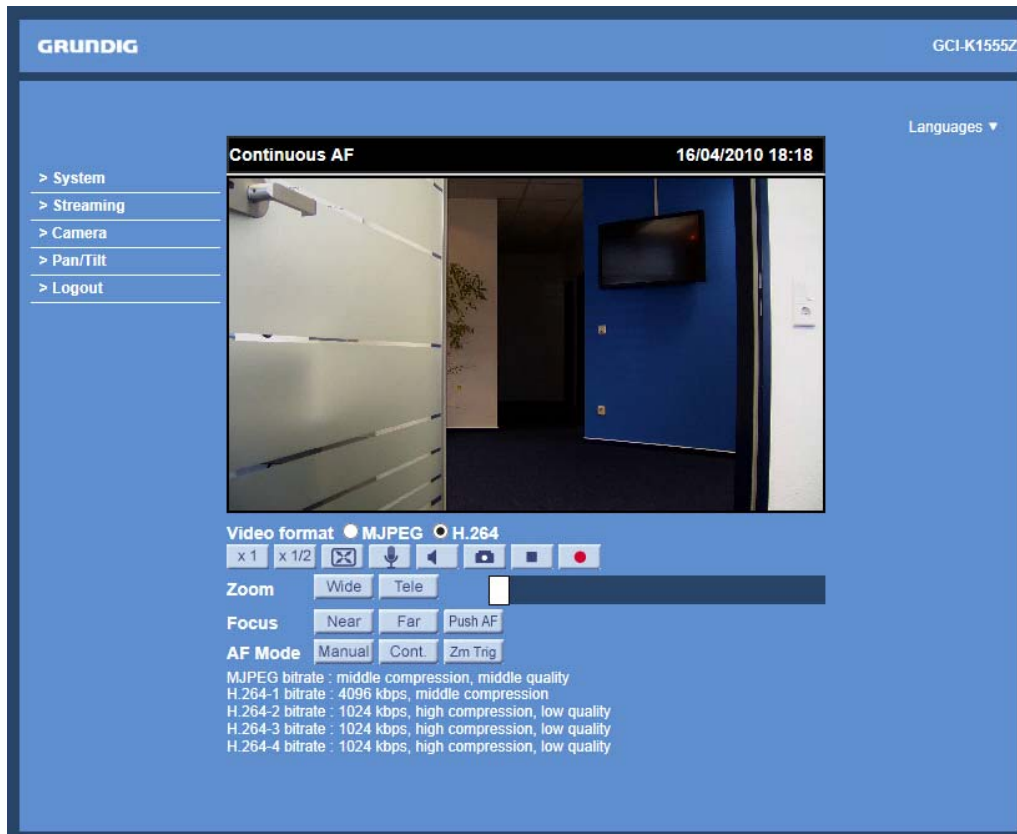 GRUNDIG
GCI-K1555Z
Languages ▼
Continuous AF 16/04/2010 18:18
> System
> Streaming
> Camera
> Pan/Tilt
> Logout
Video format MJPEG H.264
x 1 x 1/2
Zoom Wide Tele
Focus Near Far Push AF
AF Mode Manual Cont. Zm Trig
MJPEG bitrate : middle compression, middle quality
H.264-1 bitrate : 4096 kbps, middle compression
H.264-2 bitrate : 1024 kbps, high compression, low quality
H.264-3 bitrate : 1024 kbps, high compression, low quality
H.264-4 bitrate : 1024 kbps, high compression, low quality